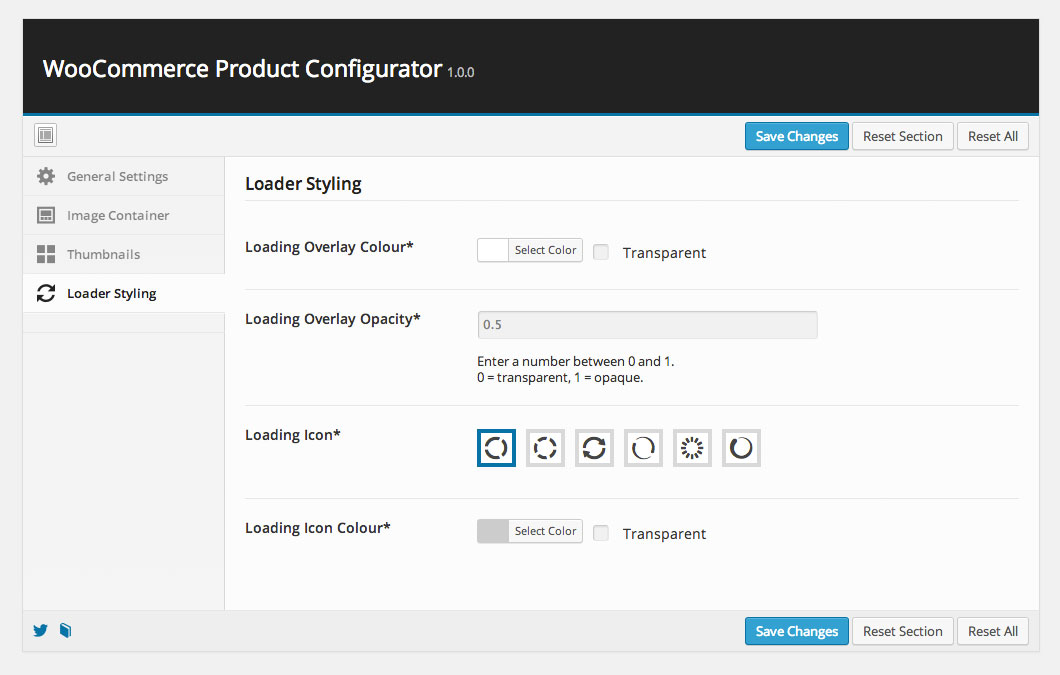 WooCommerce Product Configurator 1.0.0
Save Changes Reset Section Reset All
General Settings
Image Container
Thumbnails
Loader Styling
Loader Styling
Loading Overlay Colour* Select Color Transparent
Loading Overlay Opacity* 0.5
Enter a number between 0 and 1.
0 = transparent, 1 = opaque.
Loading Icon*
Loading Icon Colour* Select Color Transparent
Save Changes Reset Section Reset All